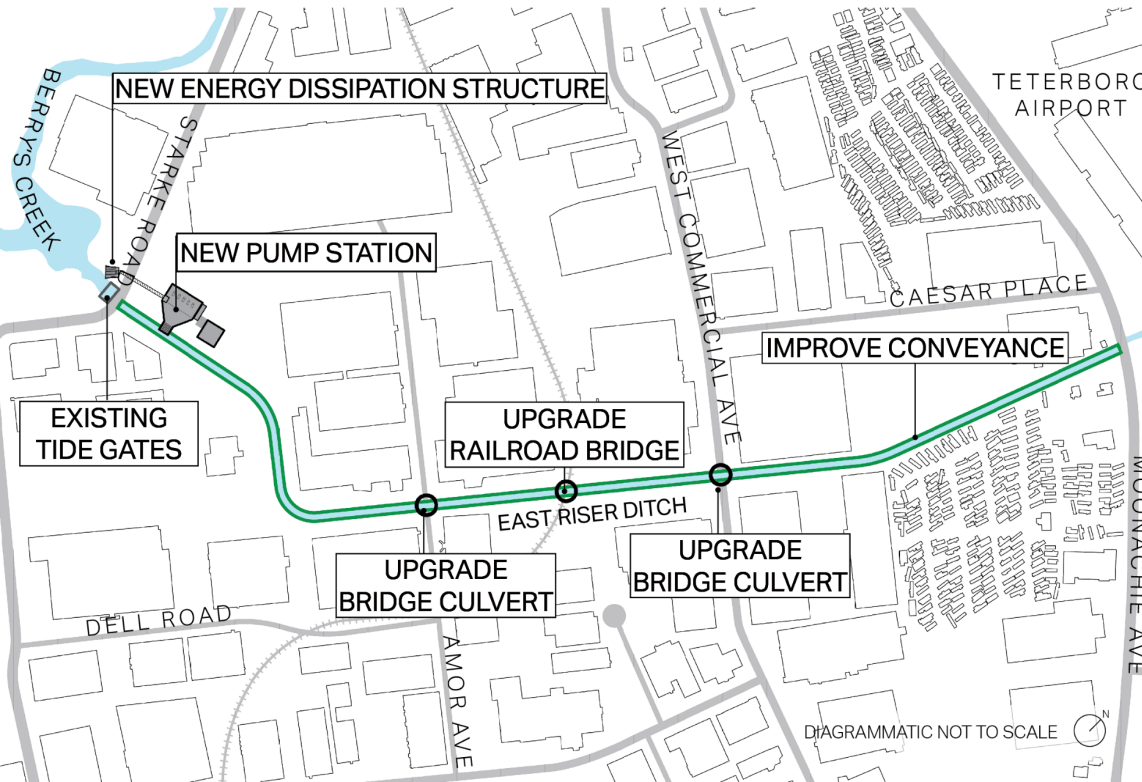 TETERBORO
AIRPORT
NEW ENERGY DISSIPATION STRUCTURE
BERRY'S CREEK
STARKE ROAD
WEST COMMERCIAL AVE
NEW PUMP STATION
CAESAR PLACE
IMPROVE CONVEYANCE
EXISTING
TIDE GATES
UPGRADE
RAILROAD BRIDGE
EAST RISER DITCH
UPGRADE
BRIDGE CULVERT
UPGRADE
BRIDGE CULVERT
MOONACHIE AVE
DELL ROAD
AMOR AVE
DIAGRAMMATIC NOT TO SCALE
N